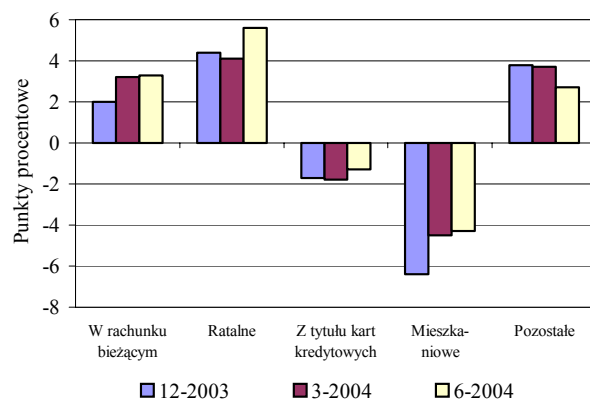 6
4
2
0
-2
-4
-6
-8
Punkty procentowe
W rachunku
bieżącym
Ratalne
Z tytułu kart
kredytowych
Mieszka-
niowe
Pozostałe
12-2003
3-2004
6-2004